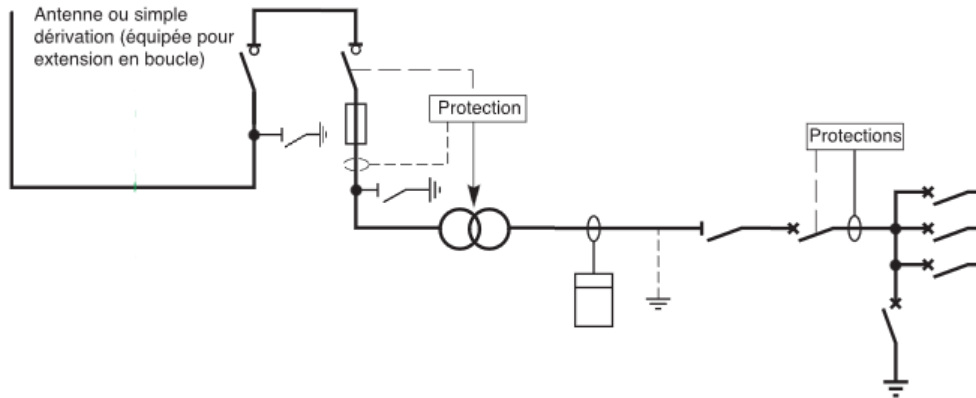 Antenne ou simple
dérivation (équipée pour
extension en boucle)
Protection
Protections